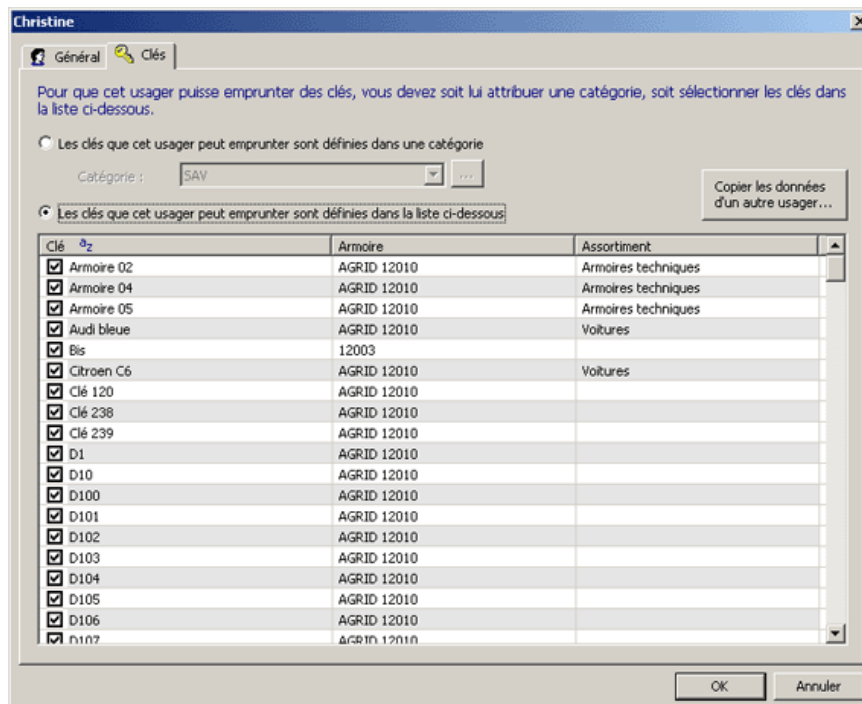 Christine
Général Clés
Pour que cet usager puisse emprunter des clés, vous devez soit lui attribuer une catégorie, soit sélectionner les clés dans
la liste ci-dessous.
Les clés que cet usager peut emprunter sont définies dans une catégorie
Catégorie : SAV ...
Copier les données
d'un autre usager...
Les clés que cet usager peut emprunter sont définies dans la liste ci-dessous
Clé az Armoire Assortiment
Armoire 02 AGRID 12010 Armoires techniques
Armoire 04 AGRID 12010 Armoires techniques
Armoire 05 AGRID 12010 Armoires techniques
Audi bleue AGRID 12010 Voitures
Bis 12003
Citroen C6 AGRID 12010 Voitures
Clé 120 AGRID 12010
Clé 238 AGRID 12010
Clé 239 AGRID 12010
D1 AGRID 12010
D10 AGRID 12010
D100 AGRID 12010
D101 AGRID 12010
D102 AGRID 12010
D103 AGRID 12010
D104 AGRID 12010
D105 AGRID 12010
D106 AGRID 12010
D107 AGRID 12010
OK Annuler